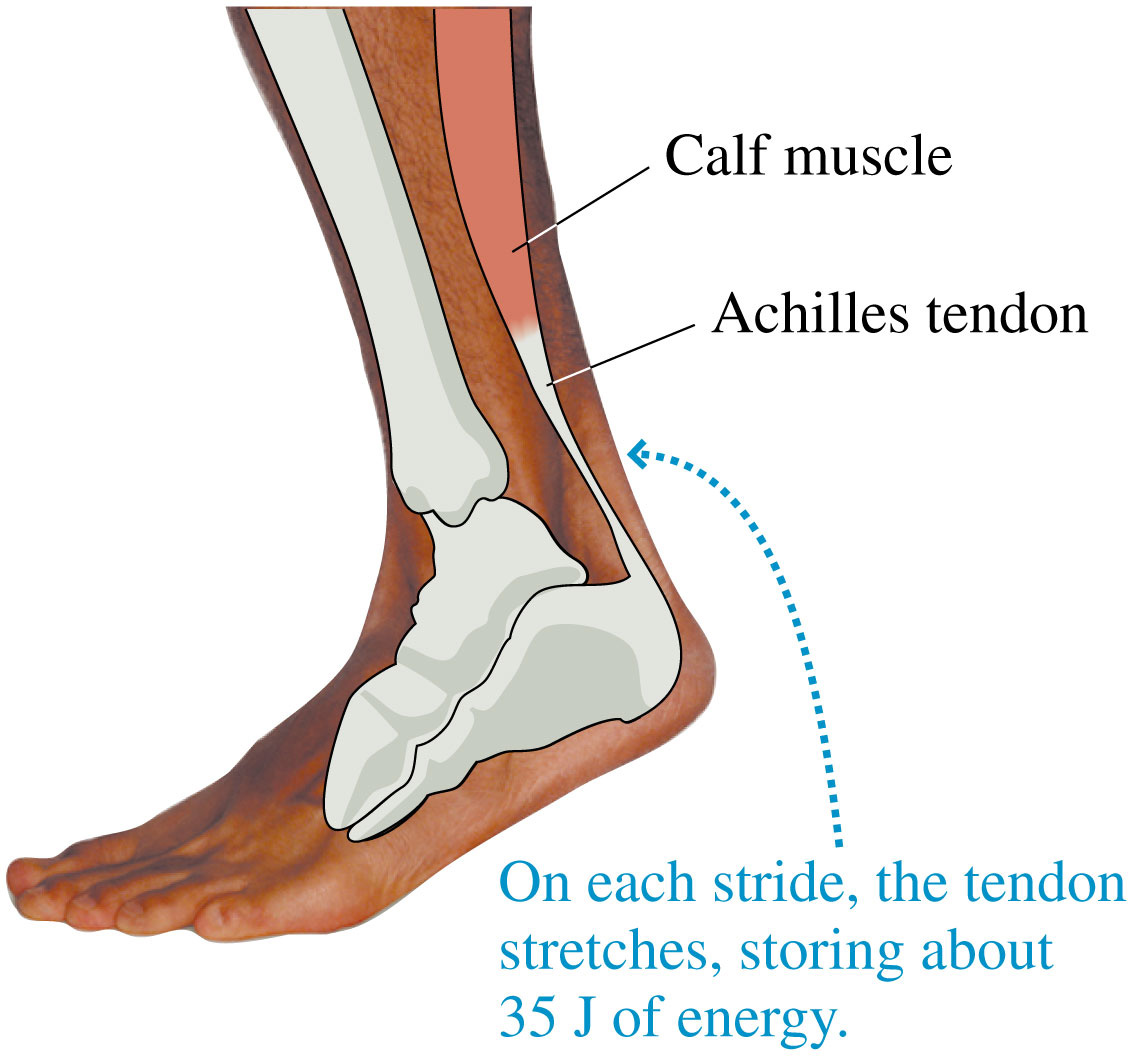 Calf muscle
Achilles tendon
On each stride, the tendon
stretches, storing about
35 J of energy.